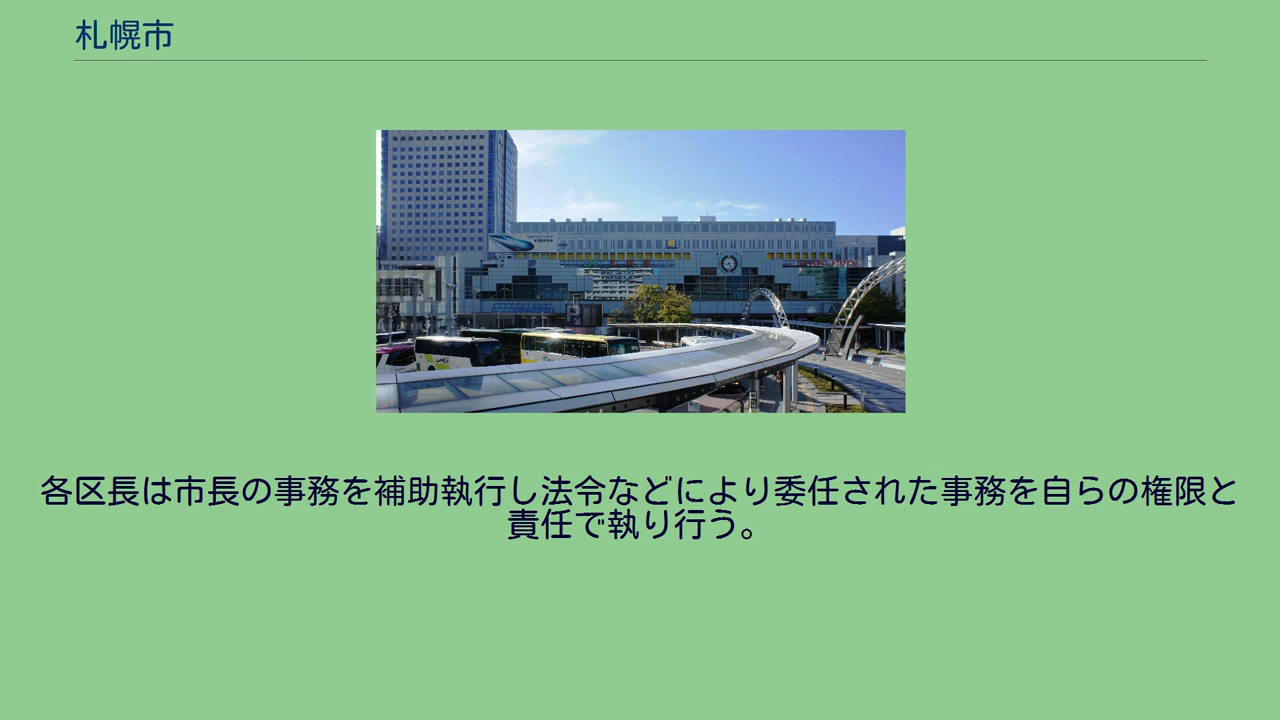 札幌市
各区長は市長の事務を補助執行し法令などにより委任された事務を自らの権限と
責任で執り行う。